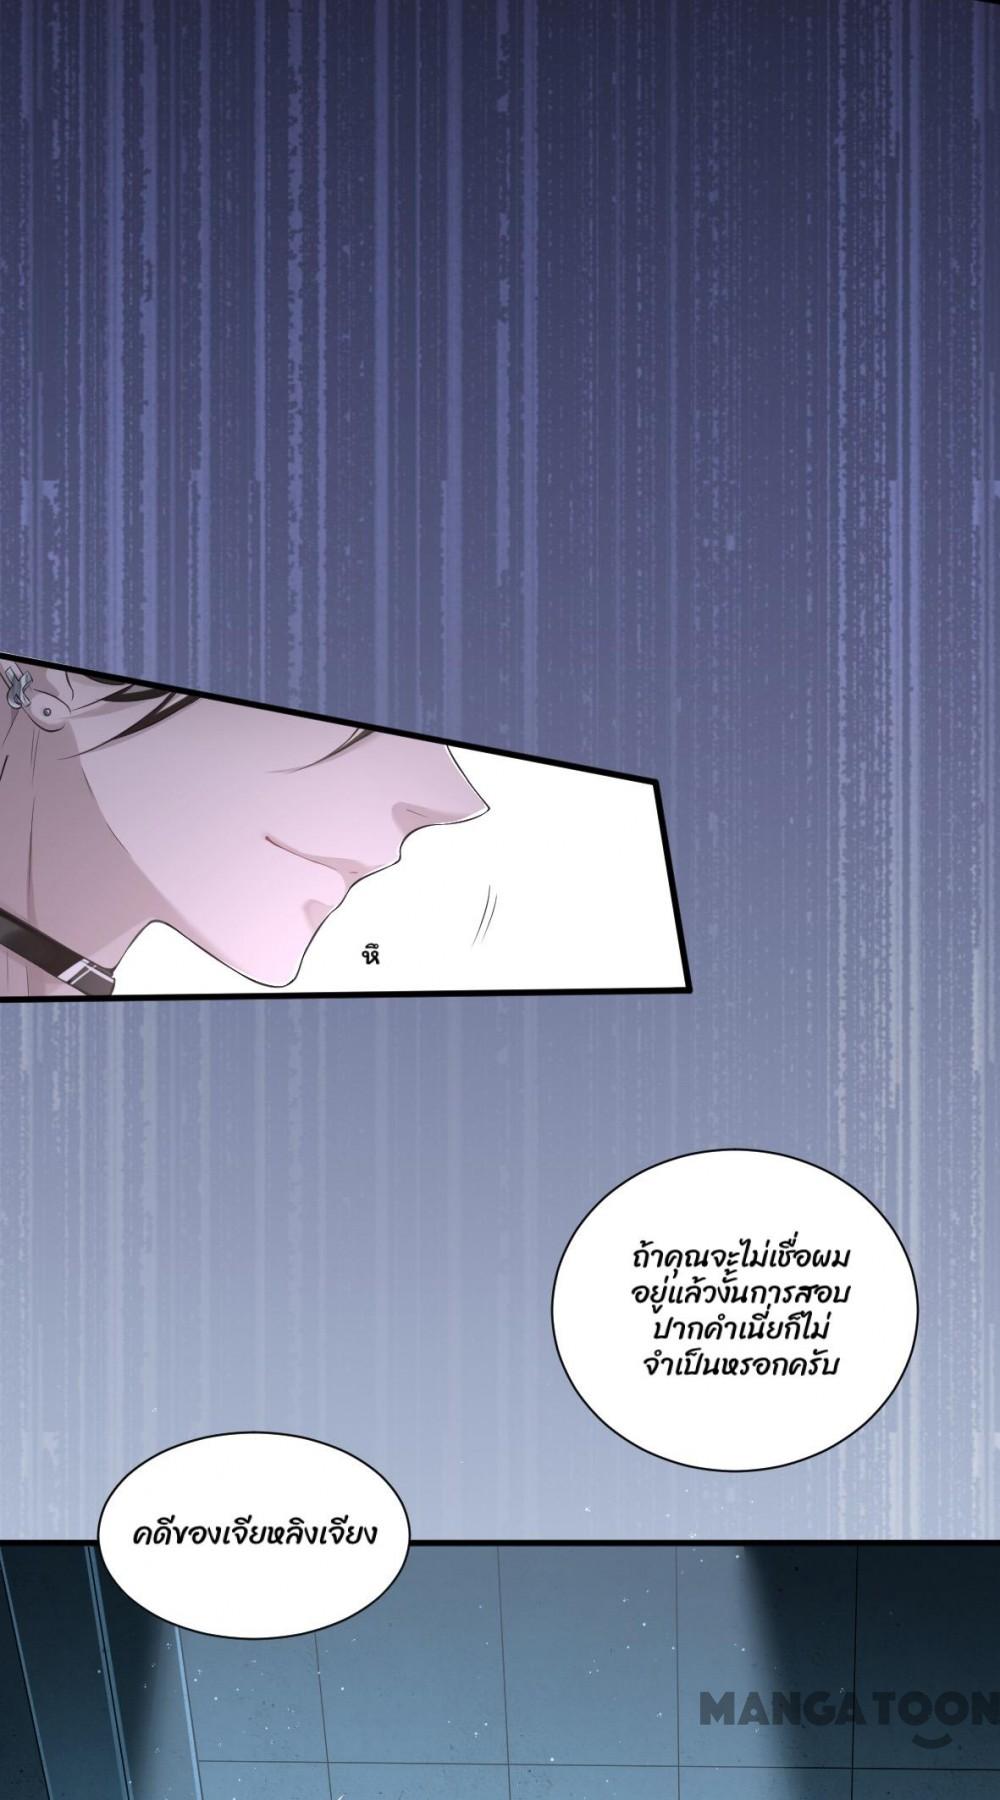 หึ
ถ้าคุณจะไม่เชื่อผม
อยู่แล้วงั้นการสอบ
ปากคำเนี่ยก็ไม่
จำเป็นหรอกครับ
คดีของเจียหลิงเจียง
MANGATOON